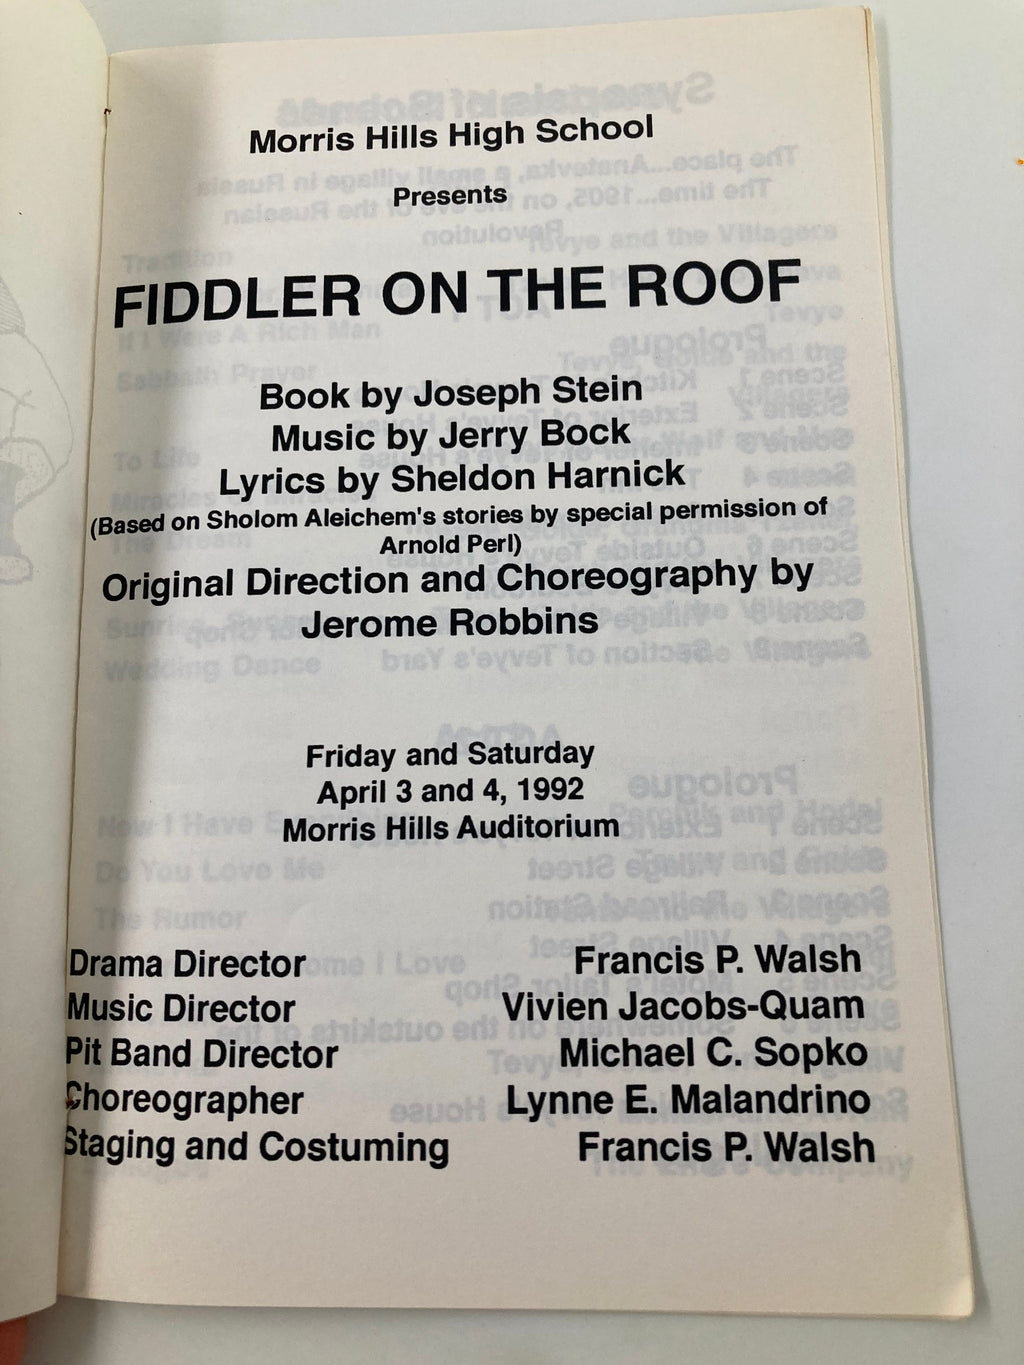 Morris Hills High School
Presents
FIDDLER ON THE ROOF
Book by Joseph Stein
Music by Jerry Bock
Lyrics by Sheldon Harnick
(Based on Sholom Aleichem's stories by special permission of
Arnold Perl)
Original Direction and Choreography by
Jerome Robbins
Friday and Saturday
April 3 and 4, 1992
Morris Hills Auditorium
Drama Director Francis P. Walsh
Music Director Vivien Jacobs-Quam
Pit Band Director Michael C. Sopko
Choreographer Lynne E. Malandrino
Staging and Costuming Francis P. Walsh